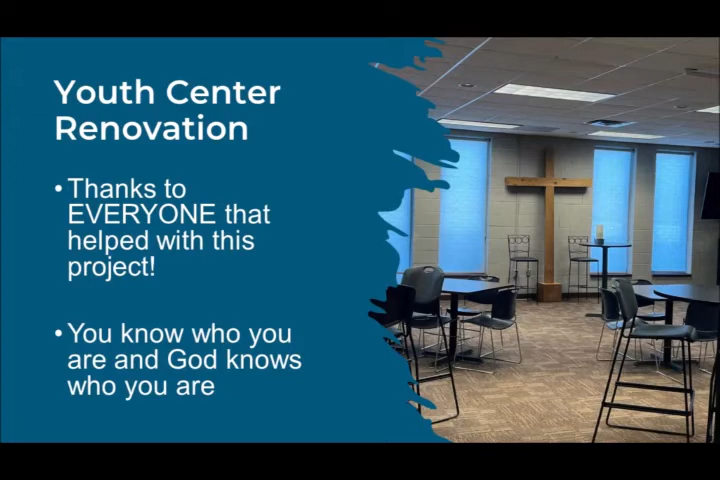 Youth Center
Renovation
• Thanks to
EVERYONE that
helped with this
project!
• You know who you
are and God knows
who you are